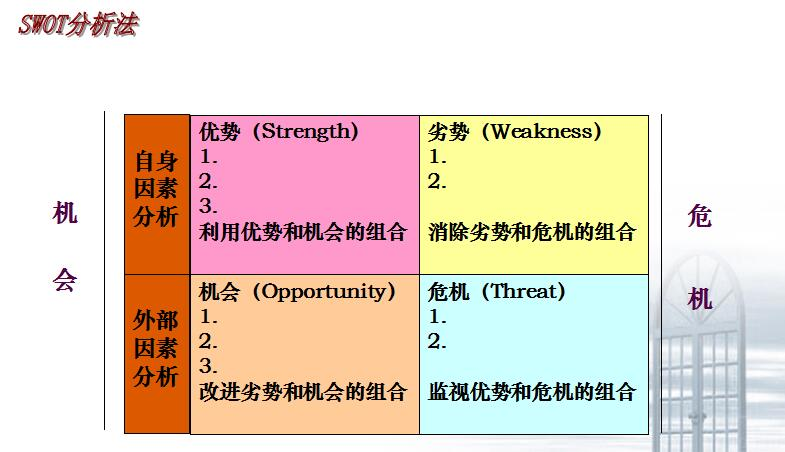 SWOT分析法
机
会
自身
因素
分析
优势（Strength）
1.
2.
3.
利用优势和机会的组合
劣势（Weakness）
1.
2.
消除劣势和危机的组合
外部
因素
分析
机会（Opportunity）
1.
2.
3.
改进劣势和机会的组合
危机（Threat）
1.
2.
监视优势和危机的组合
危
机